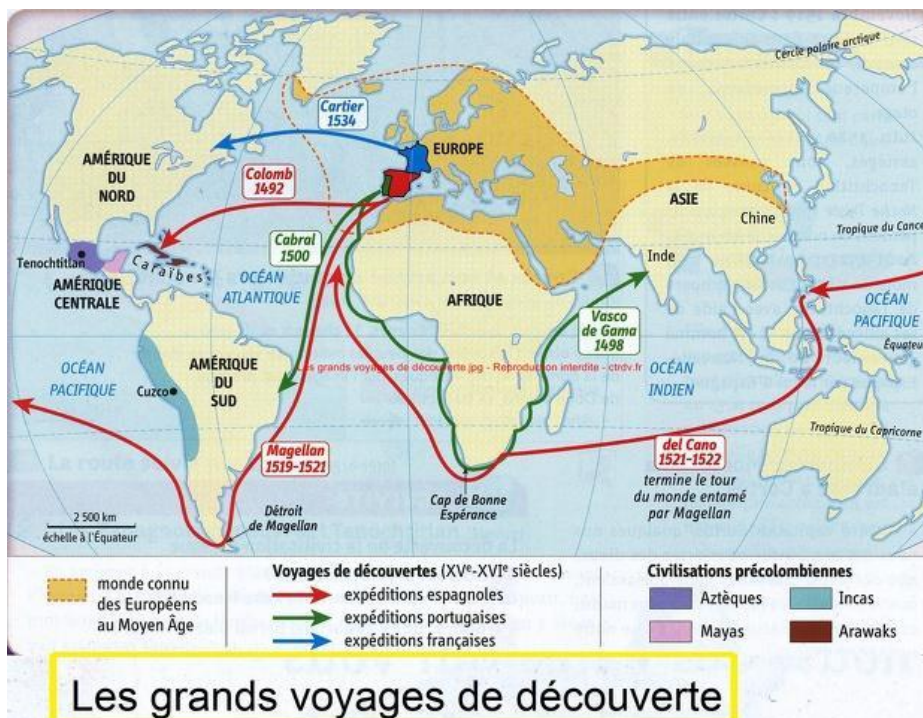 Cercle polaire arctique
Cartier
1534
EUROPE
AMÉRIQUE
DU
NORD
Colomb
1492
ASIE
Chine
Tropique du Cancer
Cabral
1500
Tenochtitlan
Caraïbes
Inde
AMÉRIQUE
CENTRALE
OCÉAN
ATLANTIQUE
AFRIQUE
Vasco
de Gama
1498
OCÉAN
PACIFIQUE
Équateur
Les grands voyages de découverte.jpg - Reproduction interdite - ctrdv.fr
OCÉAN
PACIFIQUE
AMÉRIQUE
DU
SUD
Cuzco
OCÉAN
INDIEN
Tropique du Capricorne
Magellan
1519-1521
del Cano
1521-1522
termine le tour
du monde entamé
par Magellan
Cap de Bonne
Espérance
Détroit
de Magellan
2 500 km
échelle à l'Équateur
monde connu
des Européens
au Moyen Âge
Voyages de découvertes (XVe-XVIe siècles)
expéditions espagnoles
expéditions portugaises
expéditions françaises
Civilisations précolombiennes
Aztèques
Incas
Mayas
Arawaks
Les grands voyages de découverte